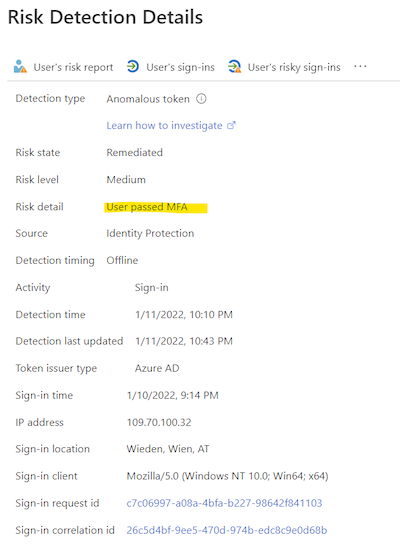 Risk Detection Details
User's risk report User's sign-ins User's risky sign-ins ...
Detection type Anomalous token
Learn how to investigate
Risk state Remediated
Risk level Medium
Risk detail User passed MFA
Source Identity Protection
Detection timing Offline
Activity Sign-in
Detection time 1/11/2022, 10:10 PM
Detection last updated 1/11/2022, 10:43 PM
Token issuer type Azure AD
Sign-in time 1/10/2022, 9:14 PM
IP address 109.70.100.32
Sign-in location Wieden, Wien, AT
Sign-in client Mozilla/5.0 (Windows NT 10.0; Win64; x64)
Sign-in request id c7c06997-a08a-4bfa-b227-98642f841103
Sign-in correlation id 26c5d4bf-9ee5-470d-974b-edc8c9e0d68b